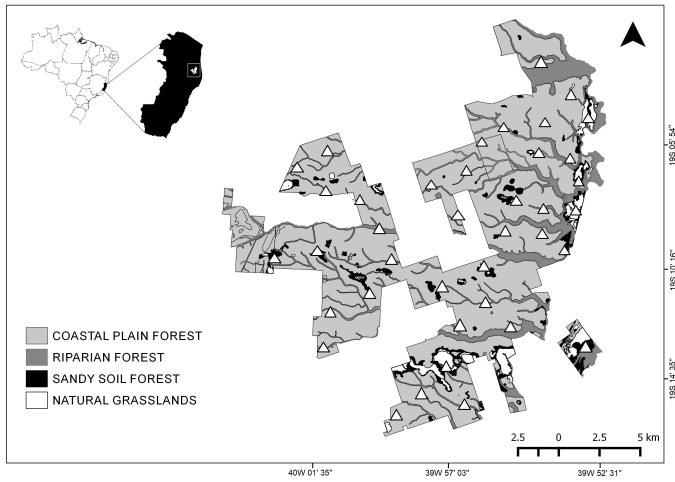 19S 05' 54"
19S 10' 16"
19S 14' 35"
COASTAL PLAIN FOREST
RIPARIAN FOREST
SANDY SOIL FOREST
NATURAL GRASSLANDS
2.5 0 2.5 5 km
40W 01' 35" 39W 57' 03" 39W 52' 31"